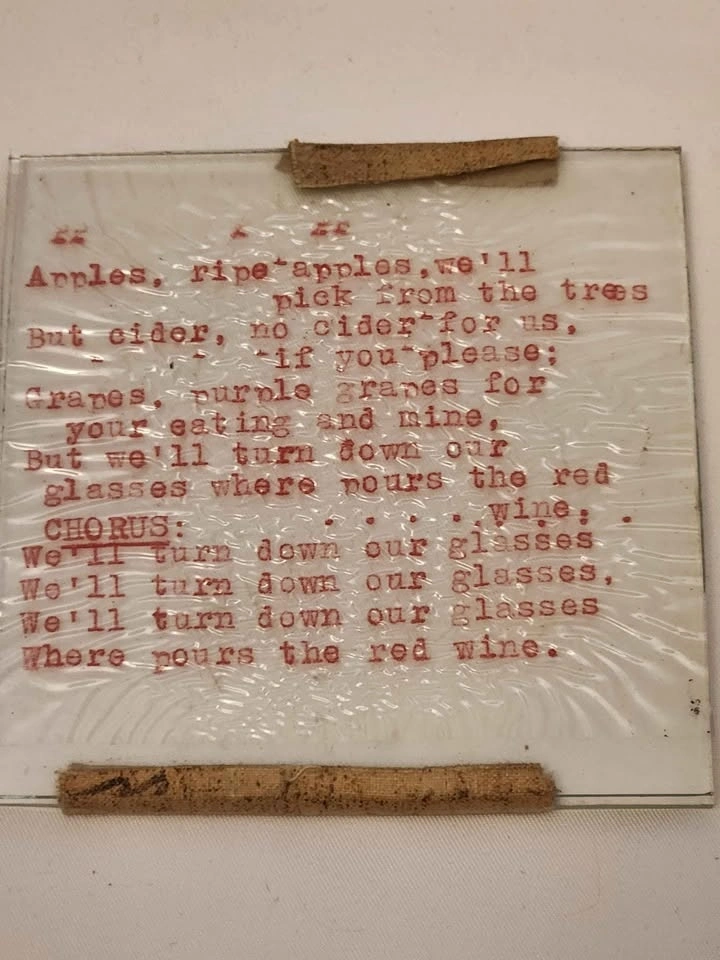 Apples, ripe apples, we'll
pick from the trees
But cider, no cider for us,
if you please;
Grapes, purple grapes for
your eating and mine,
But we'll turn down our
glasses where pours the red
wine.
CHORUS:
We'll turn down our glasses
We'll turn down our glasses,
We'll turn down our glasses
Where pours the red wine.